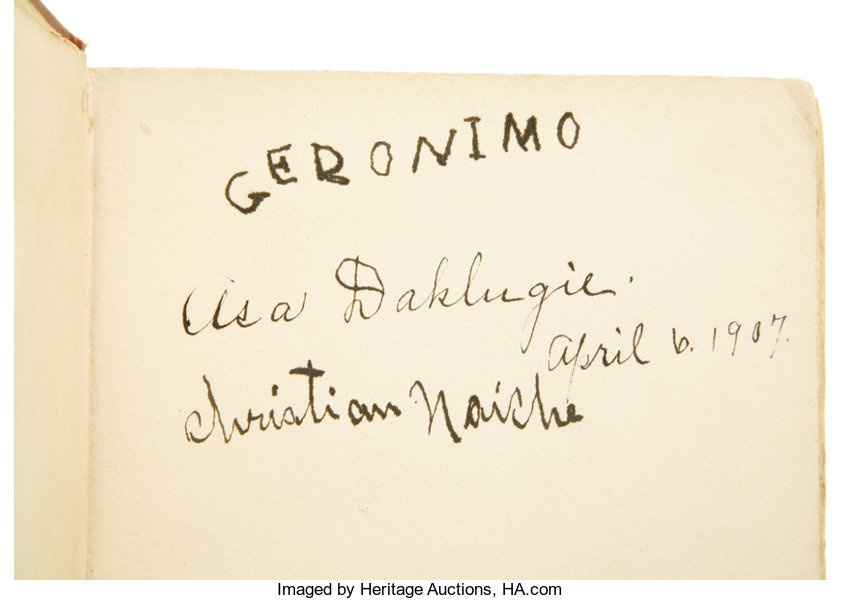 GERONIMO
Asa Daklugie.
April 6. 1907.
Christian Naiche
Imaged by Heritage Auctions, HA.com